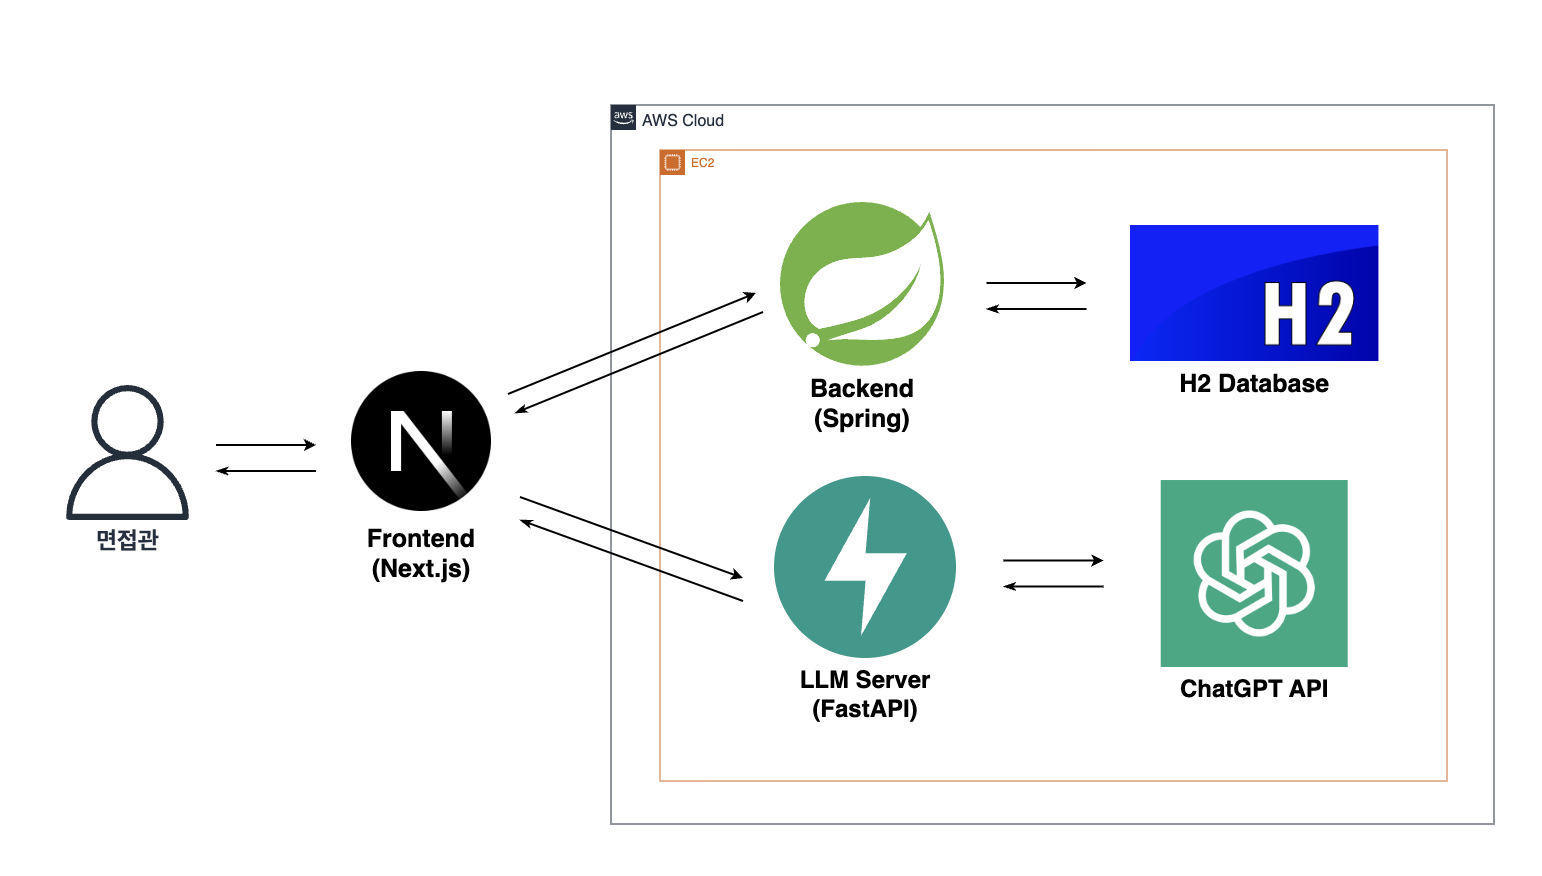 aws
AWS Cloud
EC2
H2
Backend
(Spring)
H2 Database
N
면접관
Frontend
(Next.js)
LLM Server
(FastAPI)
ChatGPT API